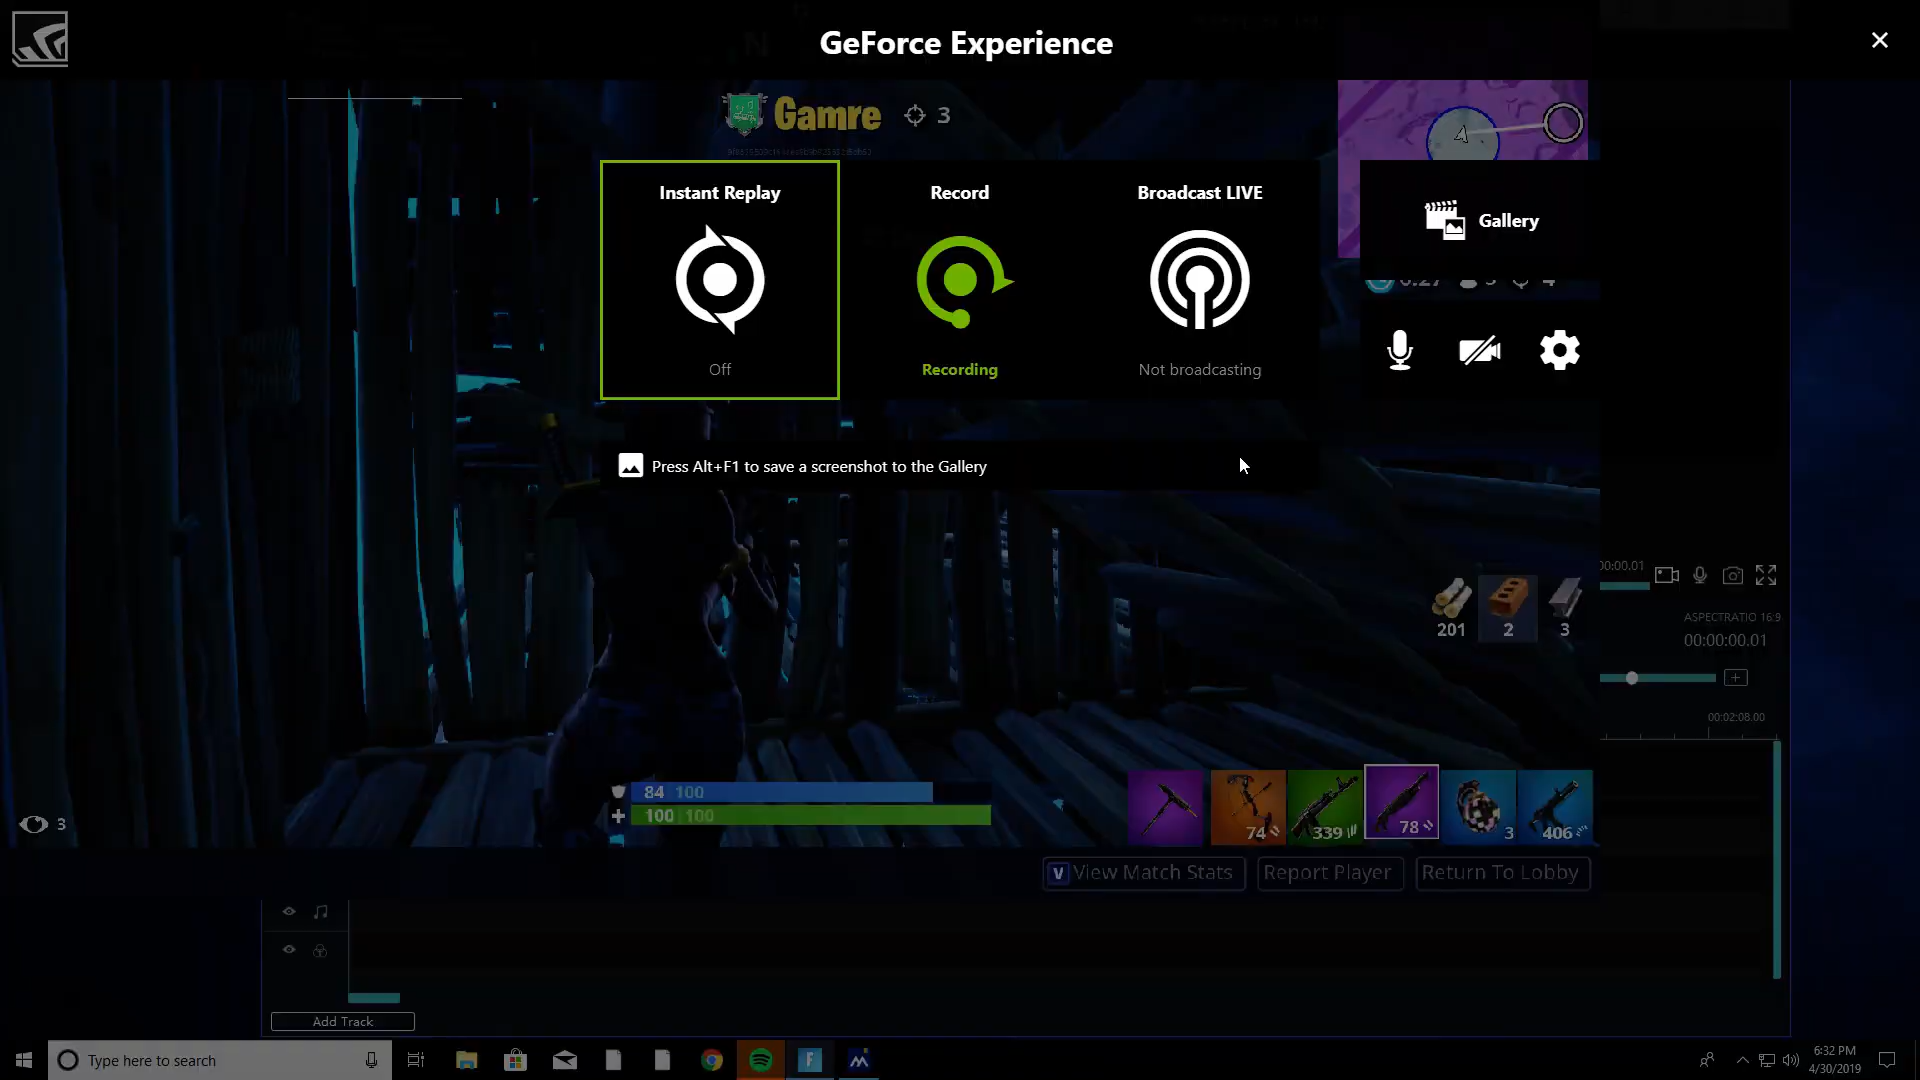 GeForce Experience
Gamre 3
Instant Replay
Off
Record
Recording
Broadcast LIVE
Not broadcasting
Gallery
Press Alt+F1 to save a screenshot to the Gallery
00:00.01
ASPECTRATIO 16:9
00:00:00.01
00:02:08.00
201 2 3
84 100
100 100
3
74 339 78 3 406
V View Match Stats Report Player Return To Lobby
Add Track
Type here to search
6:32 PM
4/30/2019